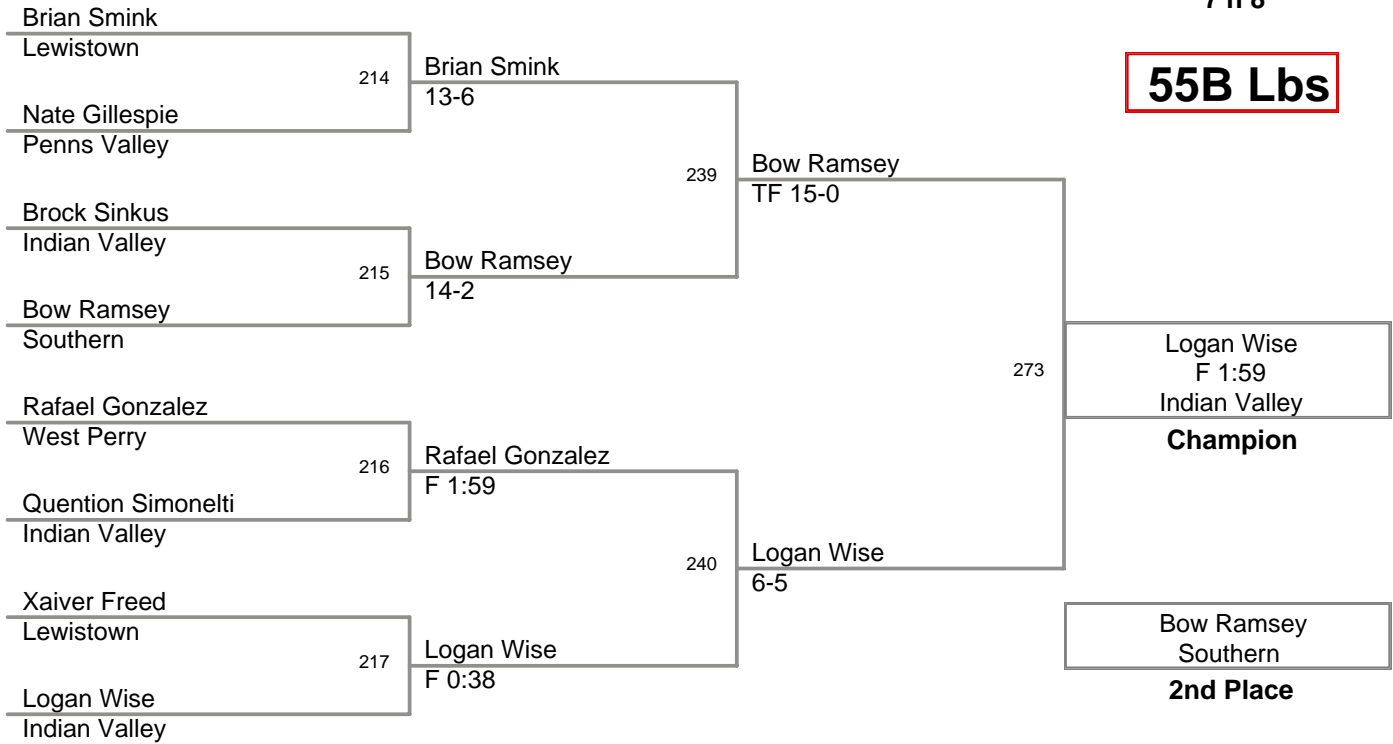 7 n 8
55B Lbs
Brian Smink
Lewistown
214
Nate Gillespie
Penns Valley
Brian Smink
13-6
Brock Sinkus
Indian Valley
215
Bow Ramsey
Southern
Bow Ramsey
14-2
239
Bow Ramsey
TF 15-0
Rafael Gonzalez
West Perry
216
Quention Simonelti
Indian Valley
Rafael Gonzalez
F 1:59
Xaiver Freed
Lewistown
217
Logan Wise
Indian Valley
Logan Wise
F 0:38
240
Logan Wise
6-5
273
Logan Wise
F 1:59
Indian Valley
Champion
Bow Ramsey
Southern
2nd Place